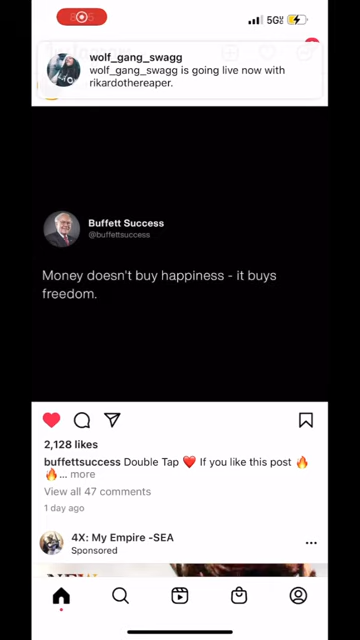 5G
wolf_gang_swagg
wolf_gang_swagg is going live now with
rikardothereaper.
Buffett Success
@buffettsuccess
Money doesn't buy happiness - it buys
freedom.
2,128 likes
buffettsuccess Double Tap ❤️ If you like this post 🔥
🔥... more
View all 47 comments
1 day ago
4X: My Empire -SEA
Sponsored